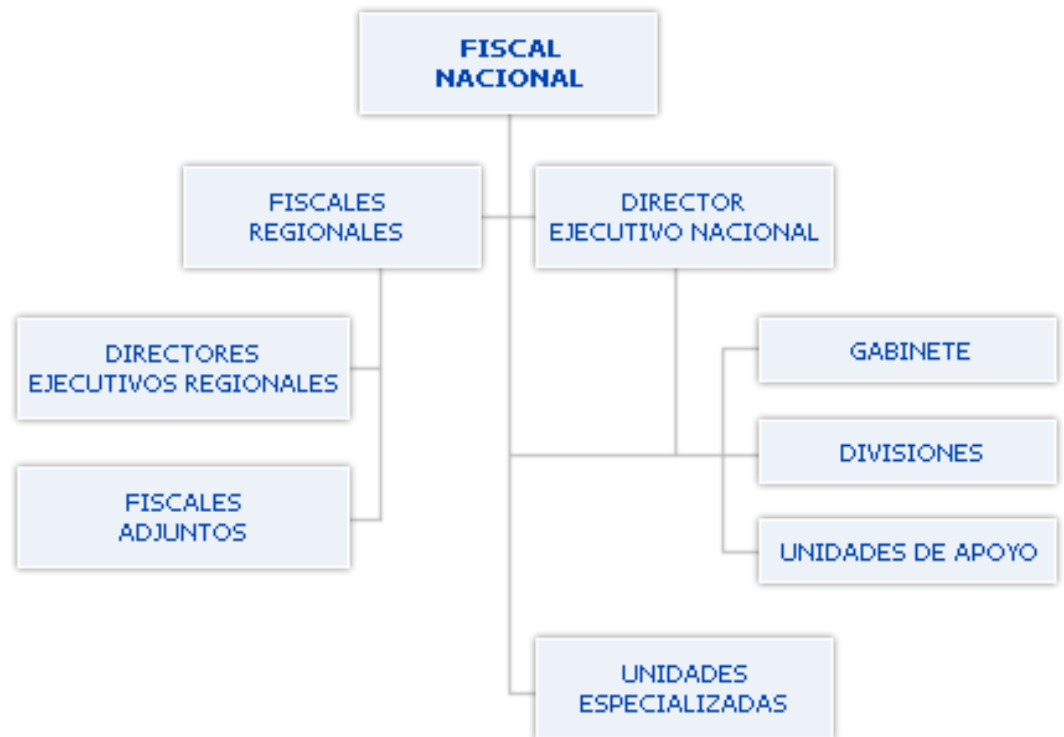 FISCAL
NACIONAL
FISCALES
REGIONALES
DIRECTOR
EJECUTIVO NACIONAL
DIRECTORES
EJECUTIVOS REGIONALES
GABINETE
DIVISIONES
FISCALES
ADJUNTOS
UNIDADES DE APOYO
UNIDADES
ESPECIALIZADAS